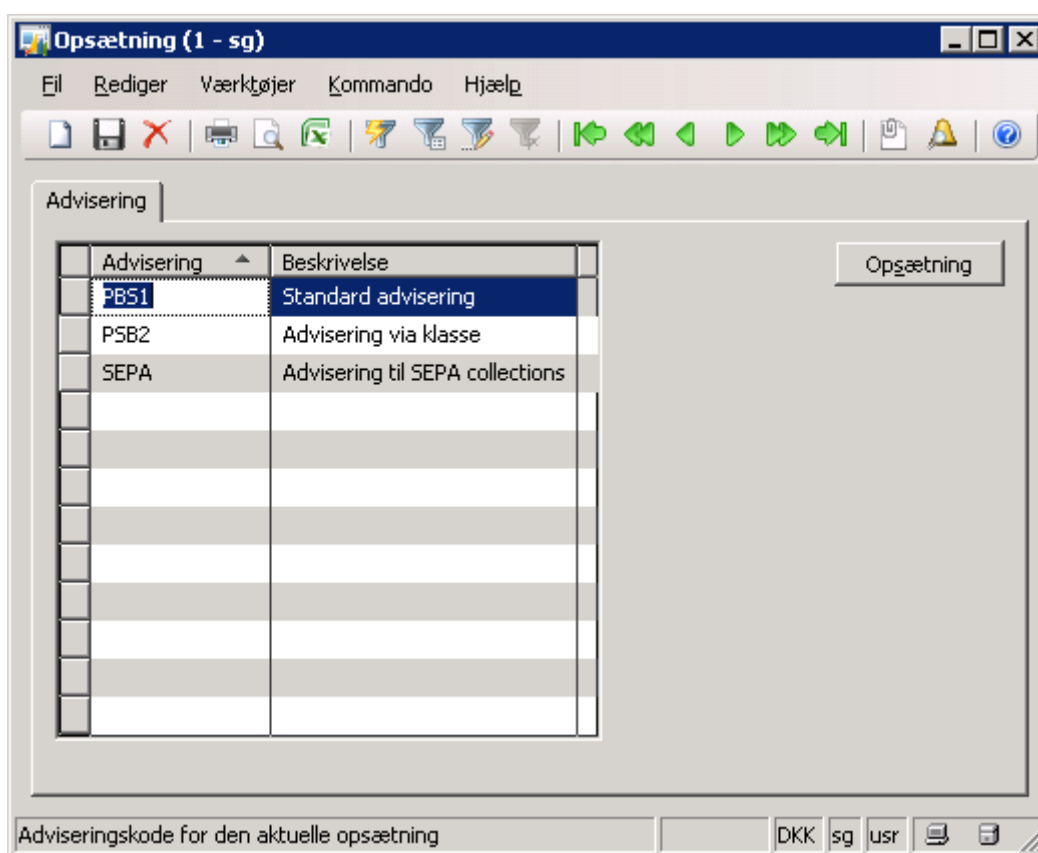 Opsætning (1 - sg)
Fil Rediger Værktøjer Kommando Hjælp
Advisering
Advisering Beskrivelse
Opsætning
PBS1 Standard advisering
PSB2 Advisering via klasse
SEPA Advisering til SEPA collections
Adviseringskode for den aktuelle opsætning DKK sg usr